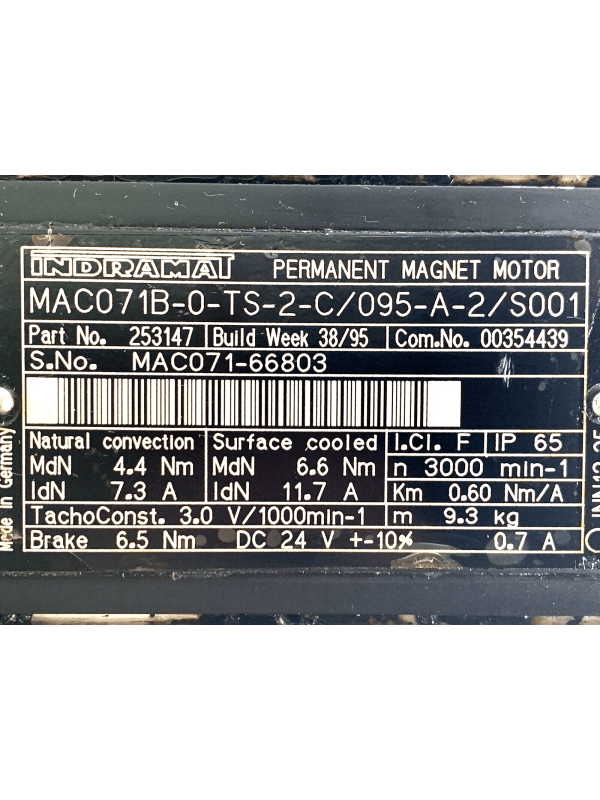 INDRAMAT PERMANENT MAGNET MOTOR
MAC071B-0-TS-2-C/095-A-2/S001
Part No. 253147 Build Week 38/95 Com.No. 00354439
S.No. MAC071-66803
Natural convection Surface cooled I.Cl. F IP 65
MdN 4.4 Nm MdN 6.6 Nm n 3000 min-1
IdN 7.3 A IdN 11.7 A Km 0.60 Nm/A
TachoConst. 3.0 V/1000min-1 m 9.3 kg
Brake 6.5 Nm DC 24 V +-10% 0.7 A
Made in Germany